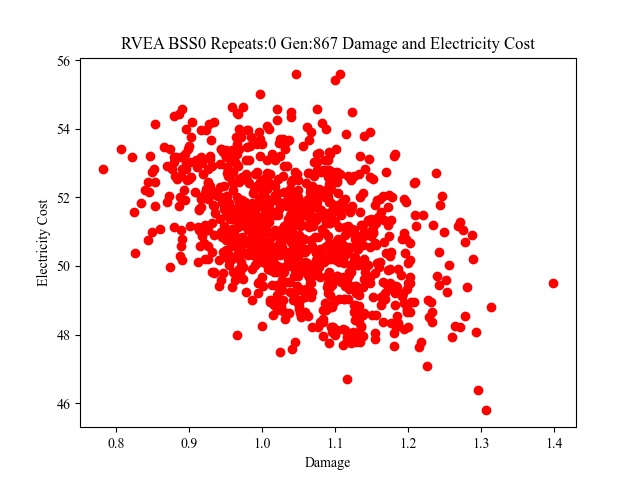 RVEA BSS0 Repeats:0 Gen:867 Damage and Electricity Cost
56
54
52
50
48
46
Electricity Cost
0.8 0.9 1.0 1.1 1.2 1.3 1.4
Damage